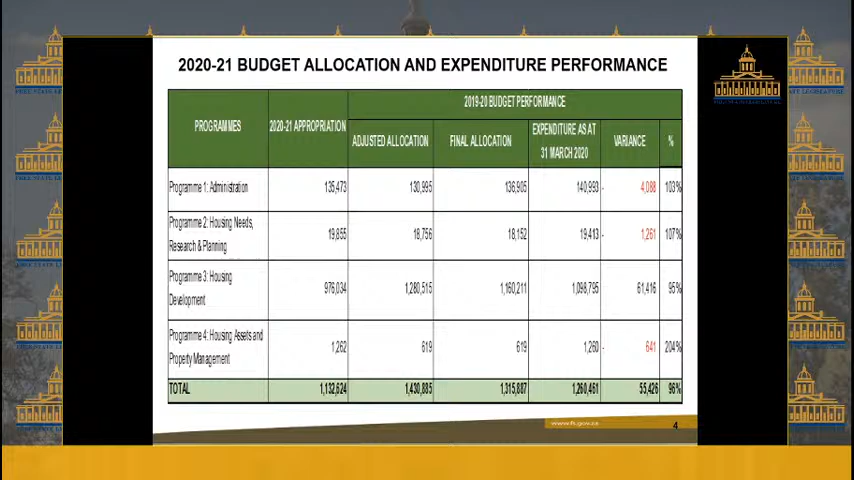 2020-21 BUDGET ALLOCATION AND EXPENDITURE PERFORMANCE
PROGRAMMES
2020-21 APPROPRIATION
2019-20 BUDGET PERFORMANCE
ADJUSTED ALLOCATION
FINAL ALLOCATION
EXPENDITURE AS AT
31 MARCH 2020
VARIANCE
%
Programme 1: Administration 135,473 130,995 136,905 140,993 - 4,088 103%
Programme 2: Housing Needs,
Research & Planning 19,855 18,756 18,152 19,413 - 1,261 107%
Programme 3: Housing
Development 976,034 1,280,515 1,160,211 1,098,795 61,416 95%
Programme 4: Housing Assets and
Property Management 1,262 619 619 1,260 - 641 204%
TOTAL 1,132,624 1,430,885 1,315,887 1,260,461 55,426 96%
www.fs.gov.za
4